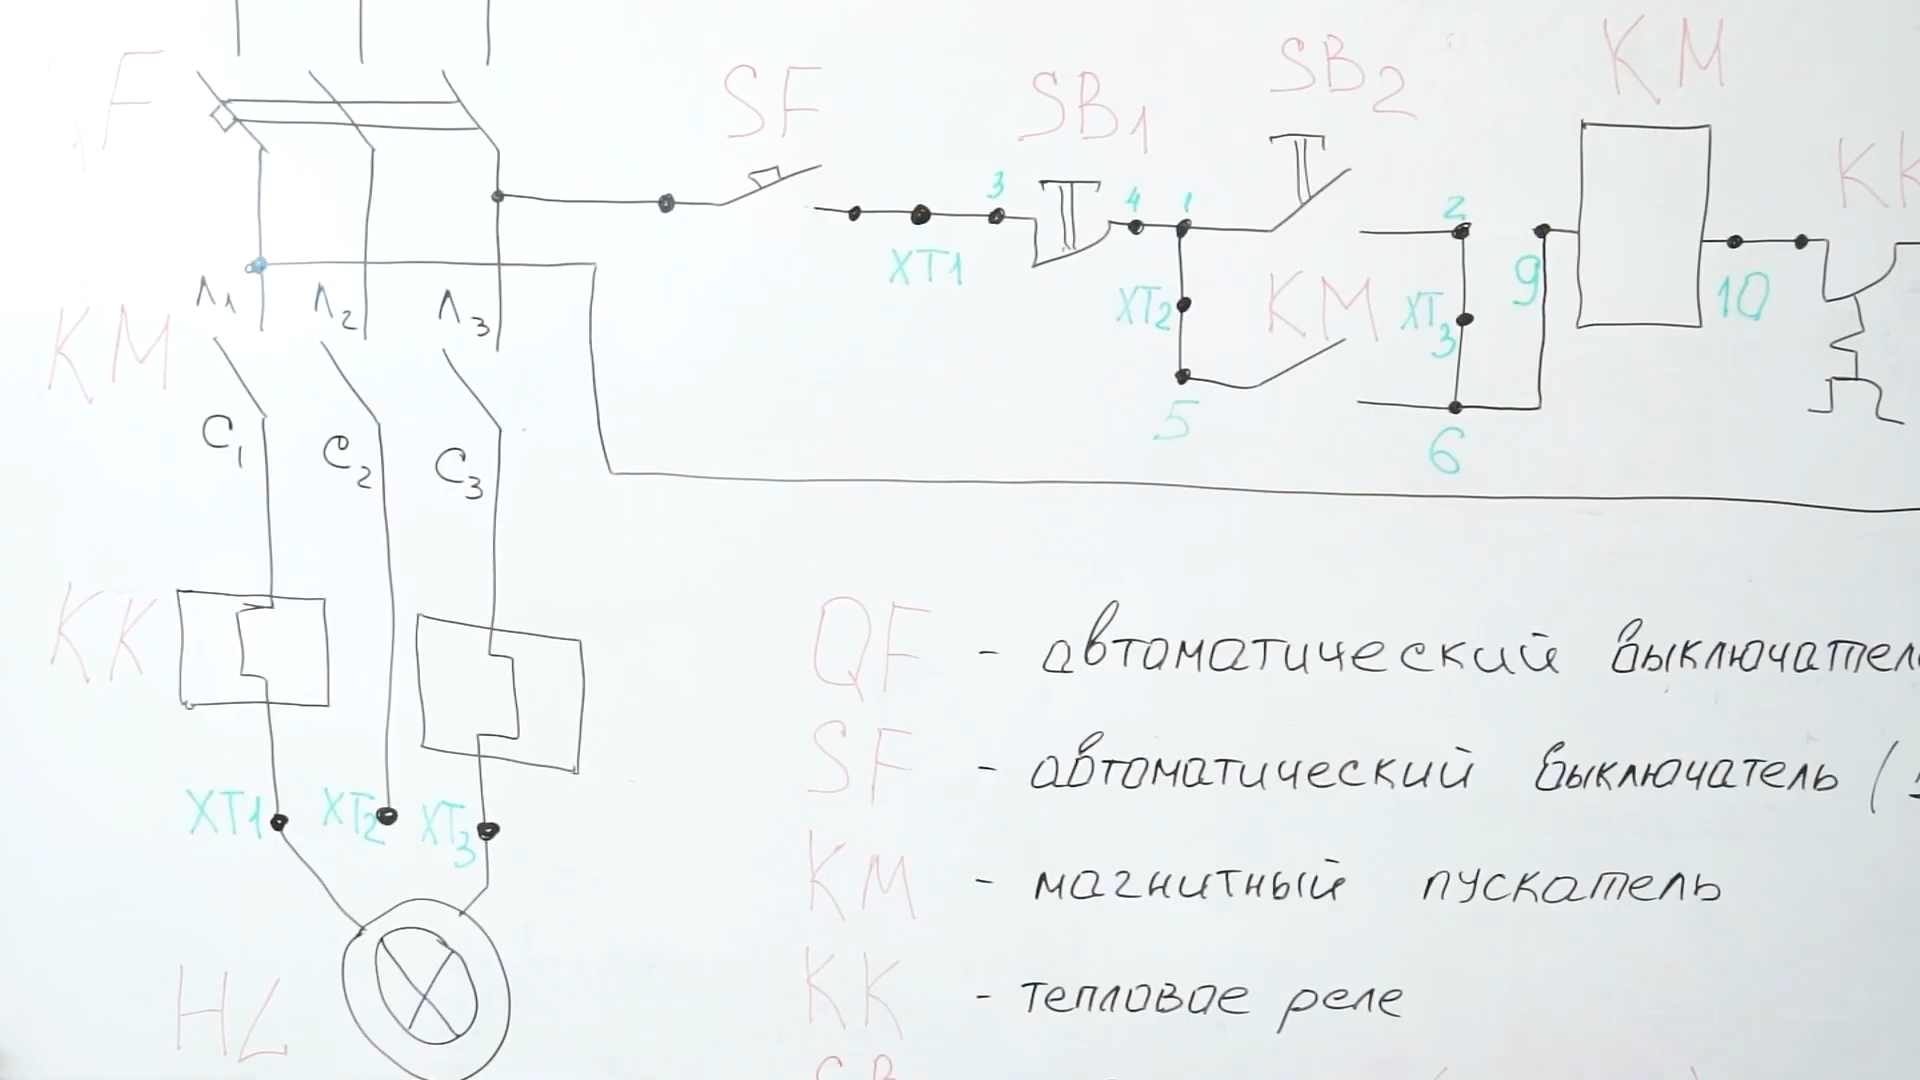 F
SF
SB1
SB2
KM
KK
3
4
1
2
XT1
9
10
Л1
Л2
Л3
KM
XT2
KM
XT3
C1
C2
C3
5
6
KK
QF - автоматический выключатель
SF - автоматический выключатель (
XT1
XT2
XT3
KM - магнитный пускатель
HL
KK - тепловое реле